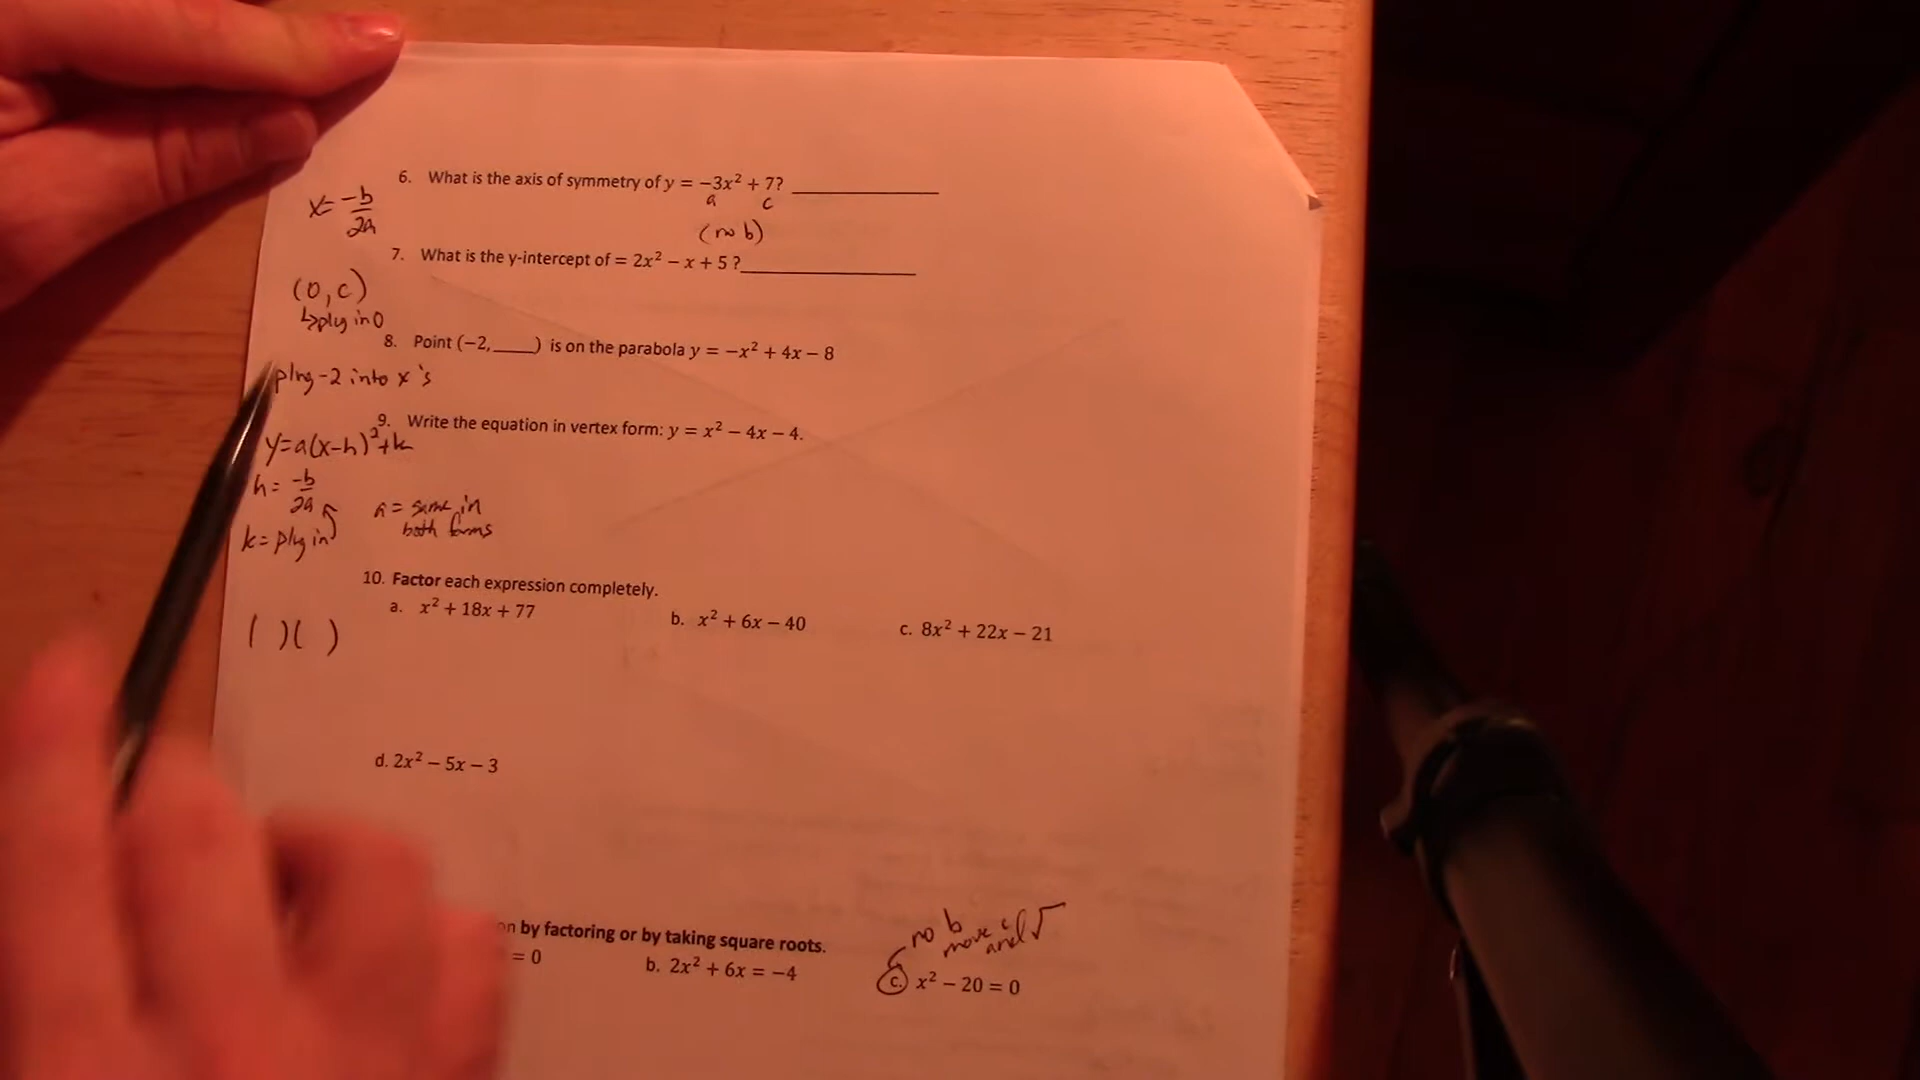 6. What is the axis of symmetry of y = −3x² + 7? __________
a c
x = -b/2a
(no b)
7. What is the y-intercept of = 2x² − x + 5 ?__________
(0, c)
↳ plug in 0
8. Point (−2,____) is on the parabola y = −x² + 4x − 8
plug -2 into x's
9. Write the equation in vertex form: y = x² − 4x − 4.
y=a(x-h)²+k
h = -b/2a
a = same in
both forms
k = plug in
10. Factor each expression completely.
a. x² + 18x + 77 b. x² + 6x − 40 c. 8x² + 22x − 21
( )( )
d. 2x² − 5x − 3
no b
move c
and √
on by factoring or by taking square roots.
= 0 b. 2x² + 6x = −4 c. x² − 20 = 0